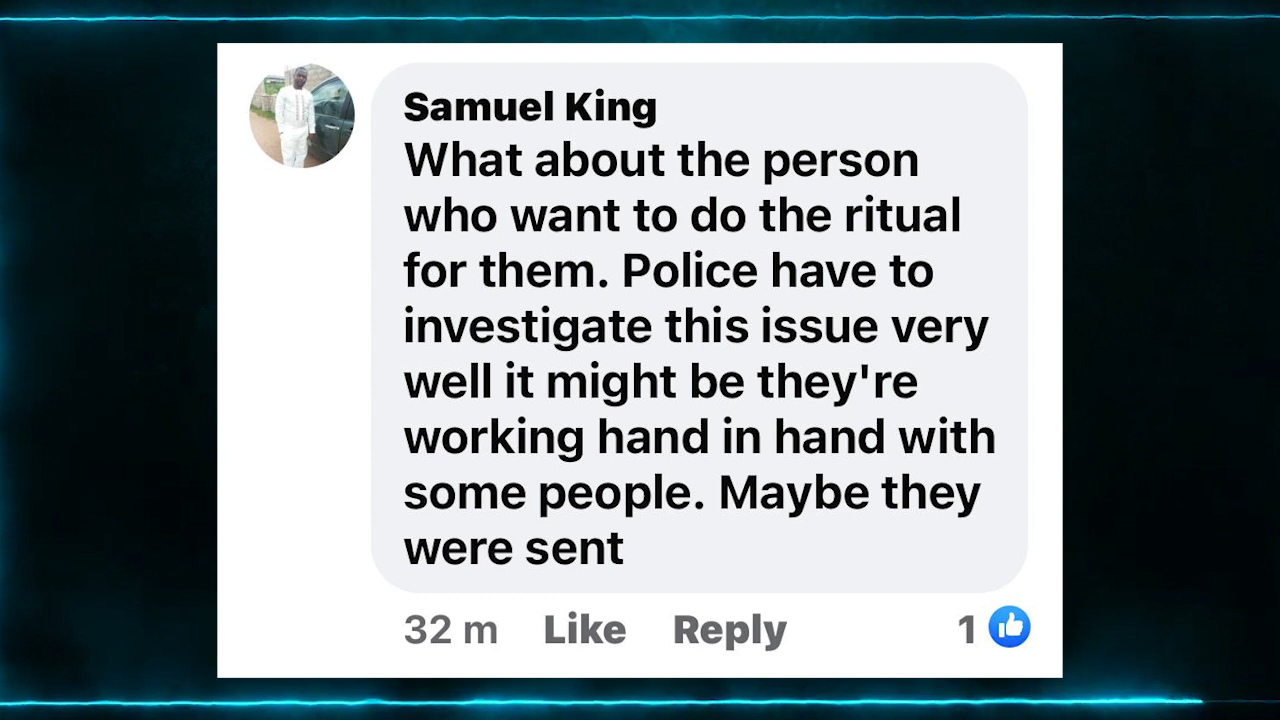 Samuel King
What about the person
who want to do the ritual
for them. Police have to
investigate this issue very
well it might be they're
working hand in hand with
some people. Maybe they
were sent
32 m Like Reply 1